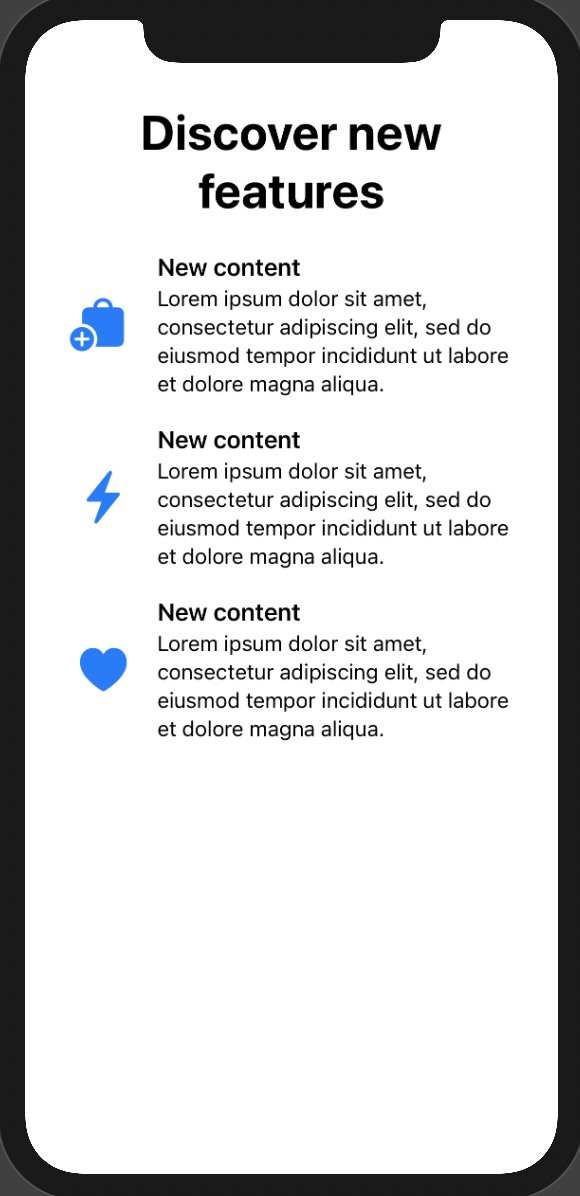 Discover new
features
New content
Lorem ipsum dolor sit amet,
consectetur adipiscing elit, sed do
eiusmod tempor incididunt ut labore
et dolore magna aliqua.
New content
Lorem ipsum dolor sit amet,
consectetur adipiscing elit, sed do
eiusmod tempor incididunt ut labore
et dolore magna aliqua.
New content
Lorem ipsum dolor sit amet,
consectetur adipiscing elit, sed do
eiusmod tempor incididunt ut labore
et dolore magna aliqua.